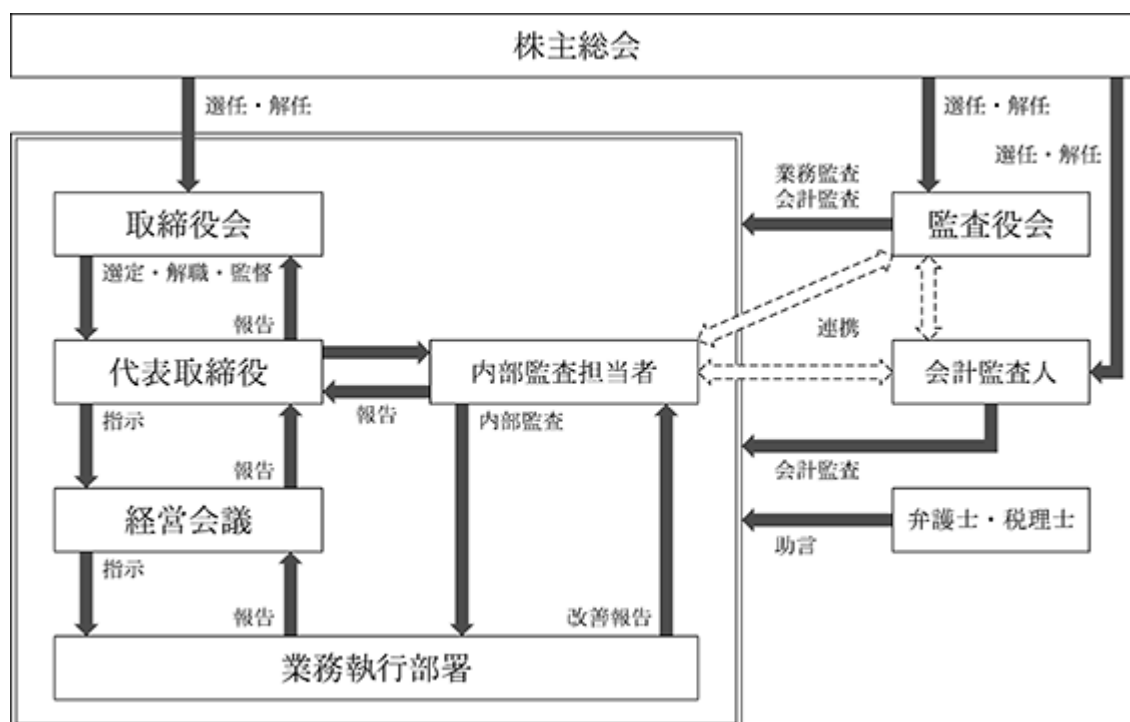 株主総会
選任・解任
選任・解任
選任・解任
業務監査
会計監査
取締役会
監査役会
選定・解職・監督
報告
連携
代表取締役
内部監査担当者
会計監査人
指示
報告
内部監査
報告
会計監査
経営会議
弁護士・税理士
助言
指示
報告
改善報告
業務執行部署